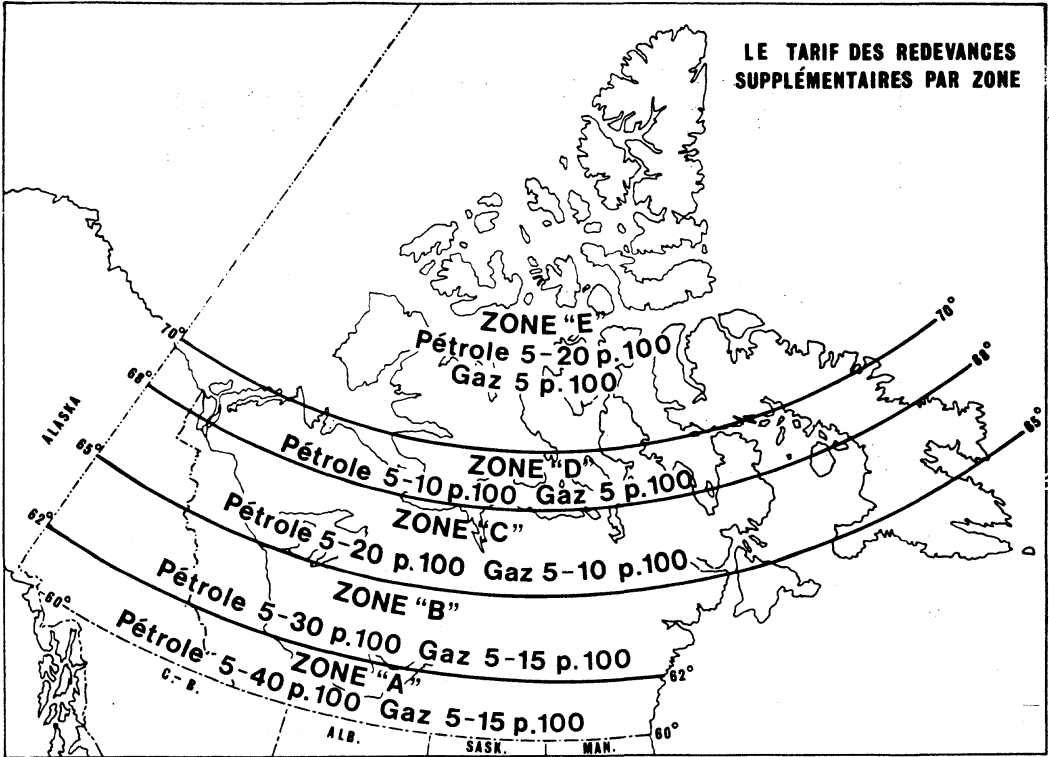 LE TARIF DES REDEVANCES
SUPPLÉMENTAIRES PAR ZONE
ZONE "E"
Pétrole 5-20 p.100
Gaz 5 p.100
70°
70°
68°
68°
ZONE "D"
Pétrole 5-10 p.100 Gaz 5 p.100
ALASKA
65°
65°
ZONE "C"
Pétrole 5-20 p.100 Gaz 5-10 p.100
62°
62°
ZONE "B"
Pétrole 5-30 p.100 Gaz 5-15 p.100
60°
60°
ZONE "A"
Pétrole 5-40 p.100 Gaz 5-15 p.100
C.-B.
ALB.
SASK.
MAN.